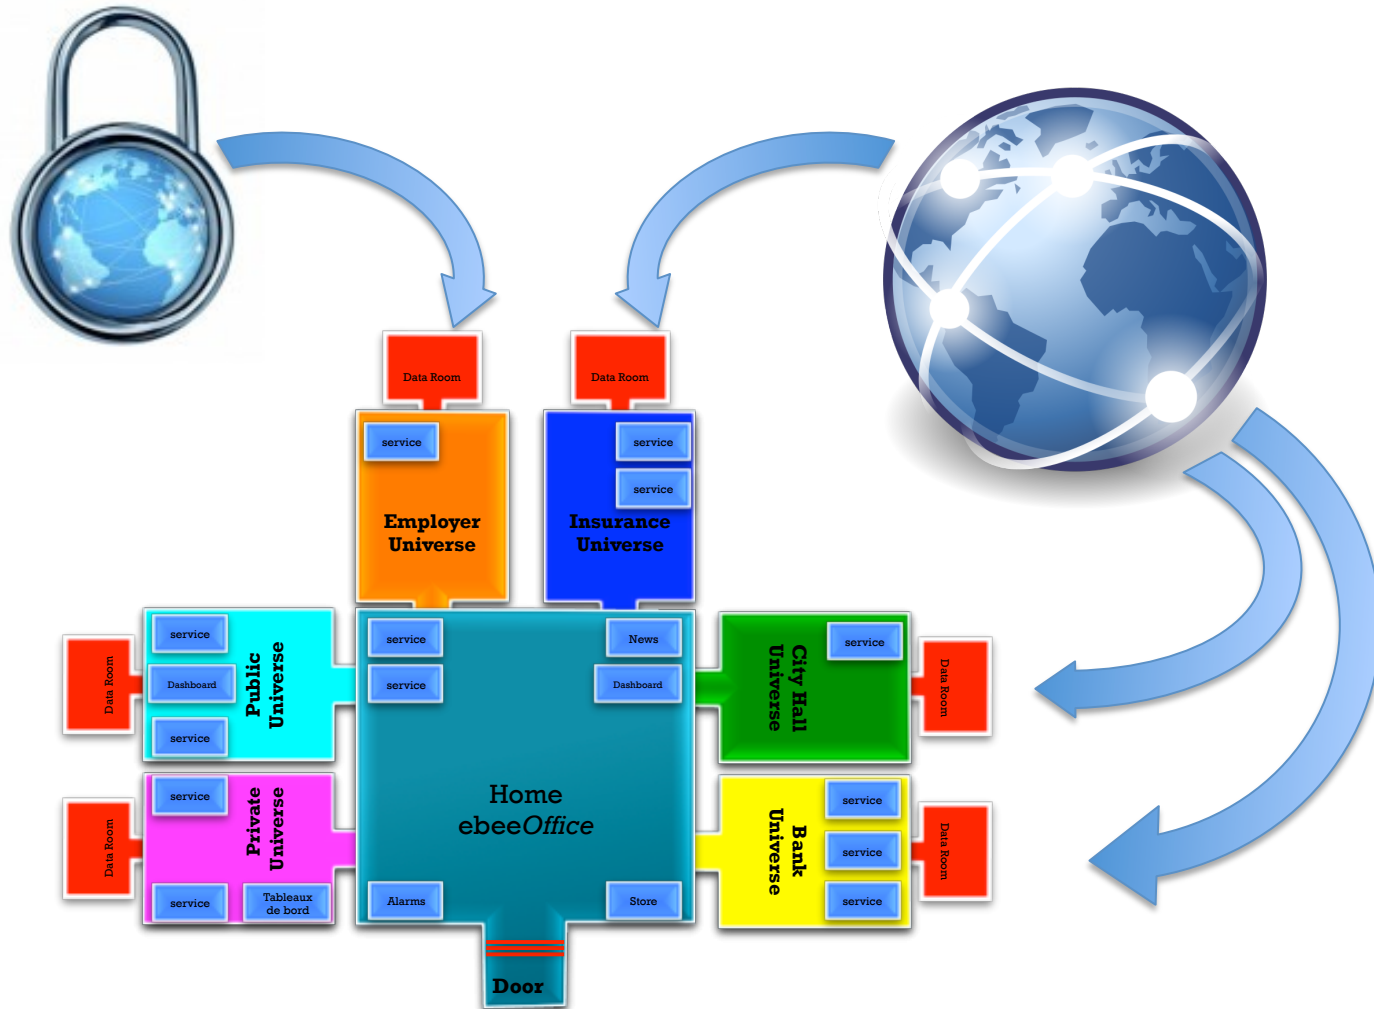 Data Room
Data Room
service
service
service
Employer
Universe
Insurance
Universe
service
Dashboard
service
Public
Universe
Data Room
service
service
News
Dashboard
service
City Hall
Universe
Data Room
Home
ebeeOffice
Alarms
Store
service
service
Tableaux
de bord
Private
Universe
Data Room
service
service
service
Bank
Universe
Data Room
Door